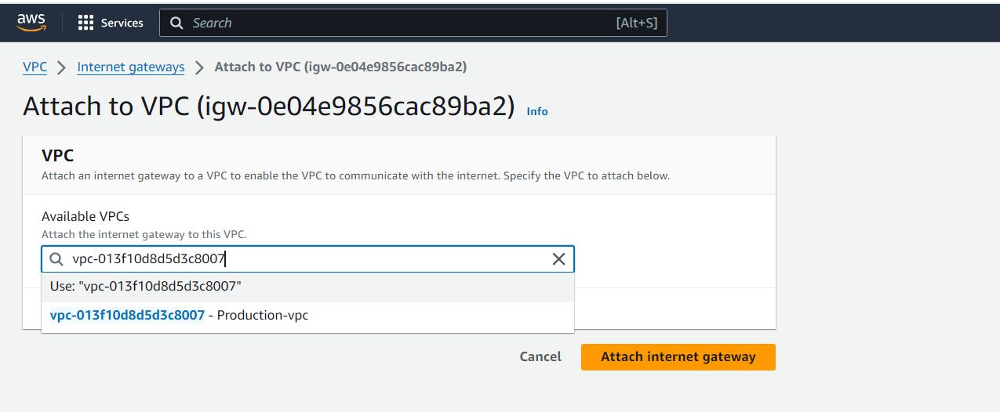 aws Services Search [Alt+S]
VPC > Internet gateways > Attach to VPC (igw-0e04e9856cac89ba2)
Attach to VPC (igw-0e04e9856cac89ba2) Info
VPC
Attach an internet gateway to a VPC to enable the VPC to communicate with the internet. Specify the VPC to attach below.
Available VPCs
Attach the internet gateway to this VPC.
vpc-013f10d8d5d3c8007
Use: "vpc-013f10d8d5d3c8007"
vpc-013f10d8d5d3c8007 - Production-vpc
Cancel Attach internet gateway